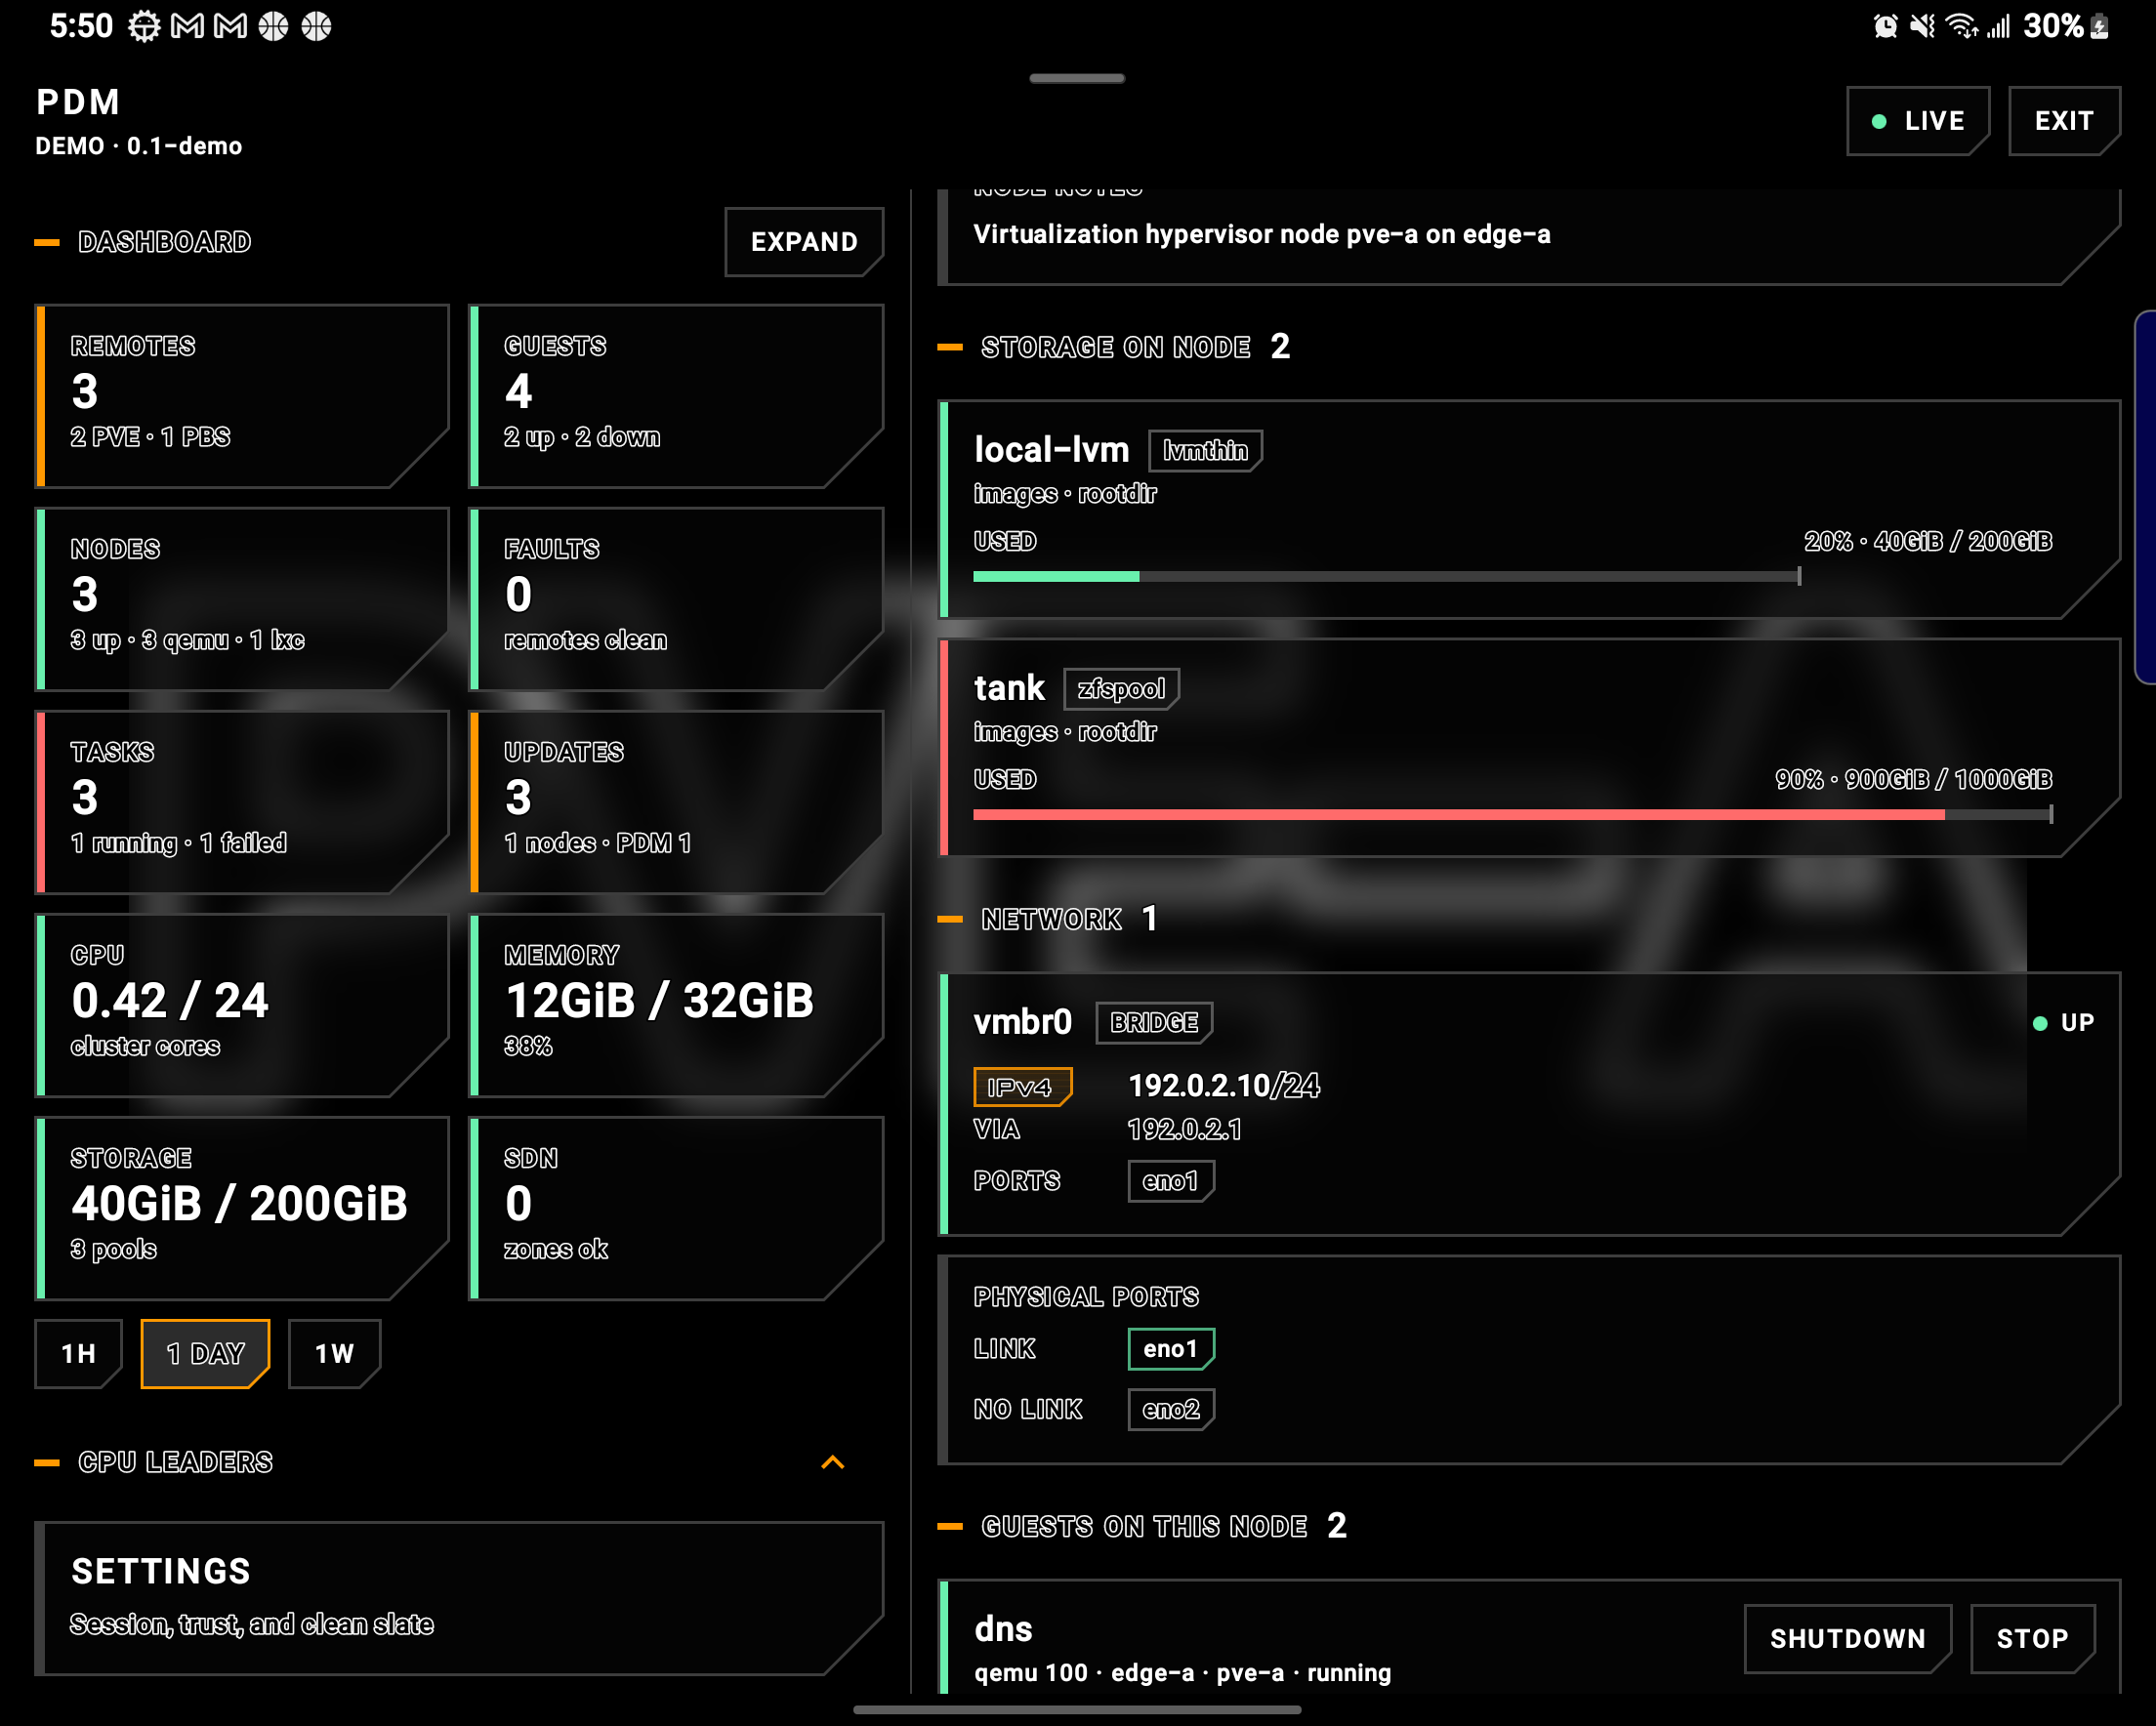 5:50
30%
PDM
DEMO · 0.1-demo
LIVE
EXIT
DASHBOARD
EXPAND
REMOTES
3
2 PVE · 1 PBS
GUESTS
4
2 up · 2 down
NODES
3
3 up · 3 qemu · 1 lxc
FAULTS
0
remotes clean
TASKS
3
1 running · 1 failed
UPDATES
3
1 nodes · PDM 1
CPU
0.42 / 24
cluster cores
MEMORY
12GiB / 32GiB
38%
STORAGE
40GiB / 200GiB
3 pools
SDN
0
zones ok
1H
1 DAY
1W
CPU LEADERS
SETTINGS
Session, trust, and clean slate
NODE NOTES
Virtualization hypervisor node pve-a on edge-a
STORAGE ON NODE 2
local-lvm lvmthin
images · rootdir
USED 20% · 40GiB / 200GiB
tank zfspool
images · rootdir
USED 90% · 900GiB / 1000GiB
NETWORK 1
vmbr0 BRIDGE UP
IPv4 192.0.2.10/24
VIA 192.0.2.1
PORTS eno1
PHYSICAL PORTS
LINK eno1
NO LINK eno2
GUESTS ON THIS NODE 2
dns
qemu 100 · edge-a · pve-a · running
SHUTDOWN
STOP
PVE-A